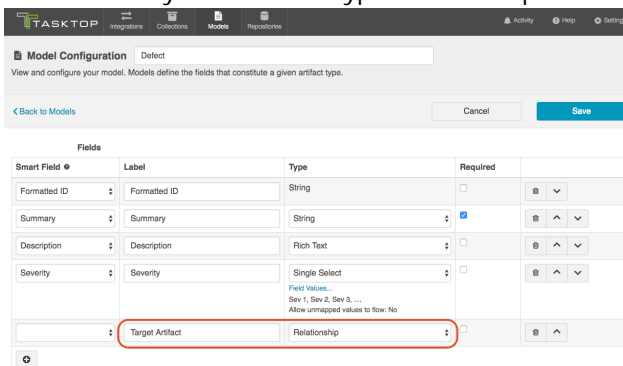 TASKTOP
Integrations Collections Models Repositories
Activity Help Setting
Model Configuration Defect
View and configure your model. Models define the fields that constitute a given artifact type.
Back to Models
Cancel Save
Fields
Smart Field Label Type Required
Formatted ID Formatted ID String
Summary Summary String
Description Description Rich Text
Severity Severity Single Select
Field Values...
Sev 1, Sev 2, Sev 3, ...
Allow unmapped values to flow: No
Target Artifact Relationship